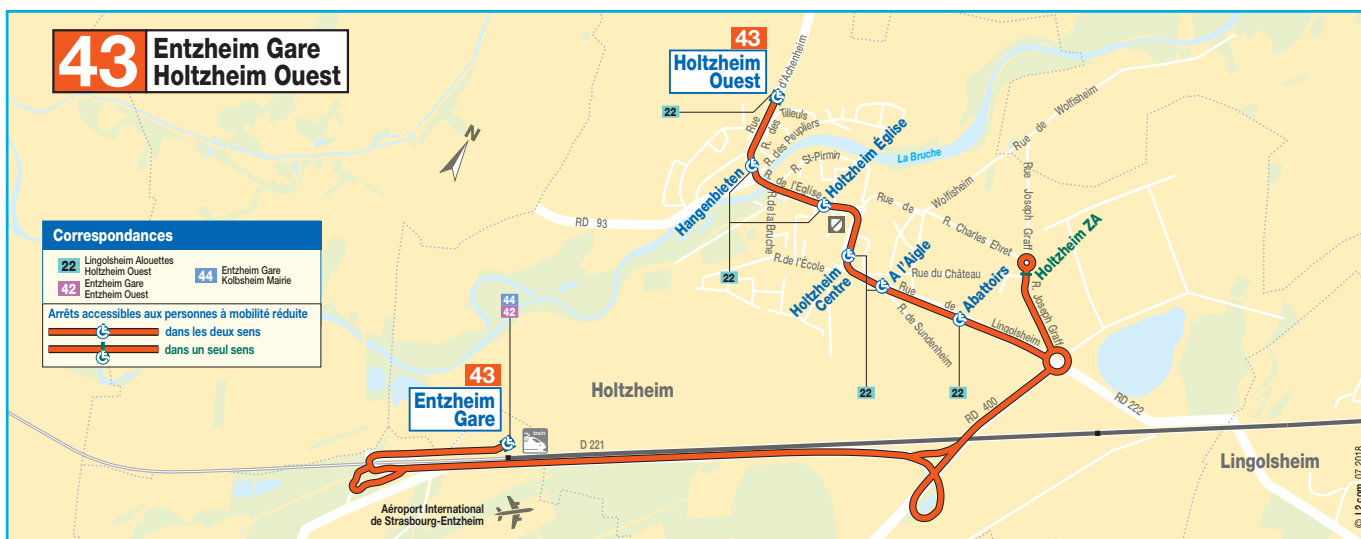 43
Entzheim Gare
Holtzheim Ouest
43
Holtzheim
Ouest
22
Rue
d'Achenheim
R. des
Tilleuls
R. des Peupliers
R. St-Pirmin
La Bruche
Rue de Wolfisheim
N
Hangenbieten
R. de l'Eglise
Holtzheim Église
R.de la Bruche
RD 93
Rue de Wolfisheim
R. Charles Ehret
Rue Joseph Graff
Holtzheim ZA
R. Joseph Graff
22
R.de l'École
Holtzheim
Centre
A l'Aigle
Rue du Château
Abattoirs
Rue de Lingolsheim
R. de Sundenheim
22
22
Correspondances
22
Lingolsheim Alouettes
Holtzheim Ouest
42
Entzheim Gare
Entzheim Ouest
44
Entzheim Gare
Kolbsheim Mairie
Arrêts accessibles aux personnes à mobilité réduite
dans les deux sens
dans un seul sens
44
42
43
Entzheim
Gare
train
Holtzheim
D 221
RD 400
RD 222
Lingolsheim
Aéroport International
de Strasbourg-Entzheim
© L2.com 07.2018